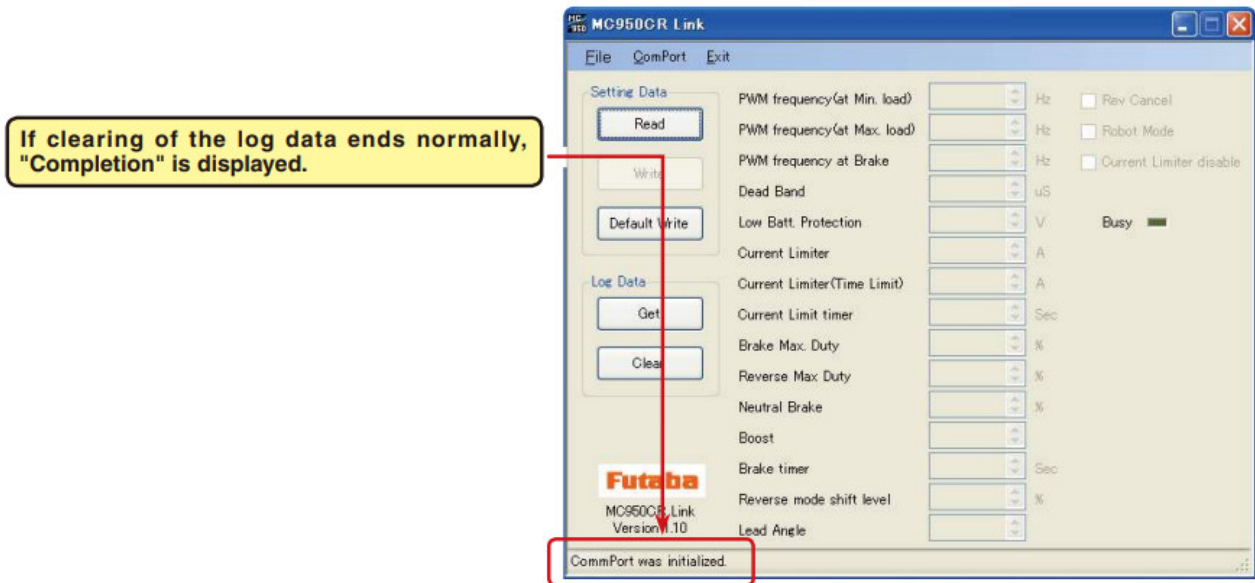 MC950CR Link
File ComPort Exit
If clearing of the log data ends normally,
"Completion" is displayed.
Setting Data
Read
Write
Default Write
Log Data
Get
Clear
Futaba
MC950CR Link
Version 1.10
PWM frequency(at Min. load) Hz
PWM frequency(at Max. load) Hz
PWM frequency at Brake Hz
Dead Band uS
Low Batt. Protection V
Current Limiter A
Current Limiter(Time Limit) A
Current Limit timer Sec
Brake Max. Duty %
Reverse Max Duty %
Neutral Brake %
Boost
Brake timer Sec
Reverse mode shift level %
Lead Angle
Rev Cancel
Robot Mode
Current Limiter disable
Busy
CommPort was initialized.